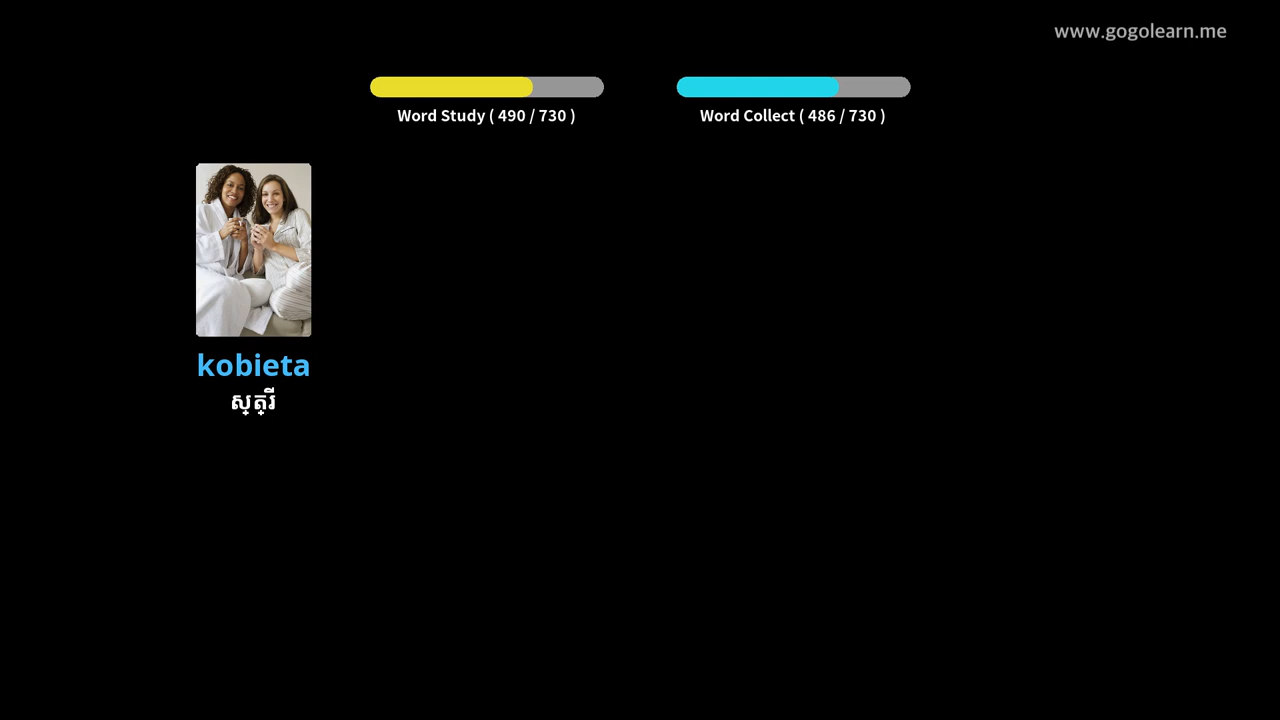 www.gogolearn.me
Word Study ( 490 / 730 )
Word Collect ( 486 / 730 )
kobieta
ស្ត្រី